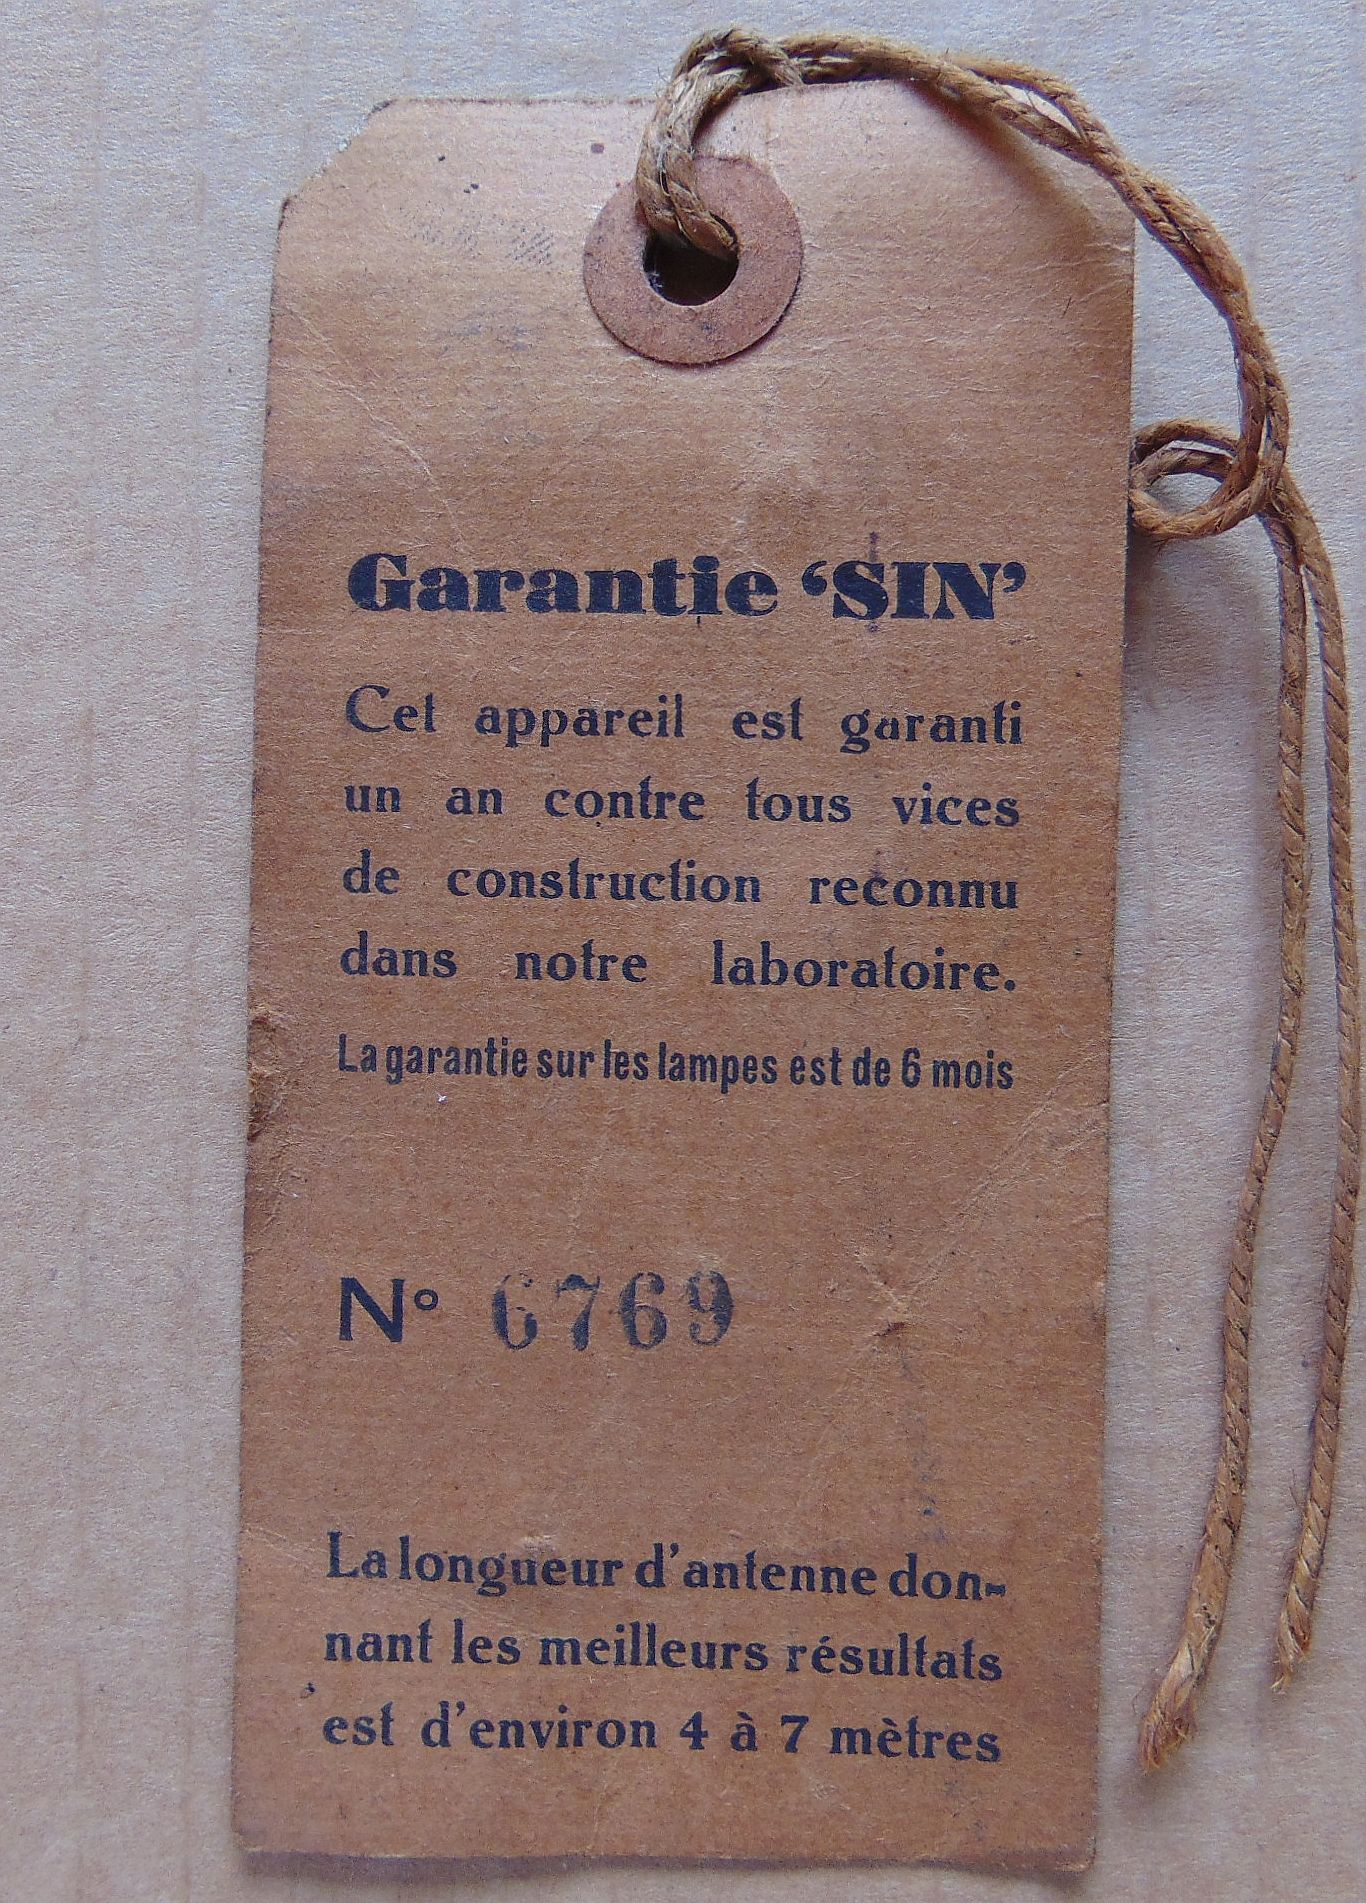 Garantie ‘SIN’
Cet appareil est garanti
un an contre tous vices
de construction reconnu
dans notre laboratoire.
La garantie sur les lampes est de 6 mois
Nº 6769
La longueur d’antenne don-
nant les meilleurs résultats
est d’environ 4 à 7 mètres